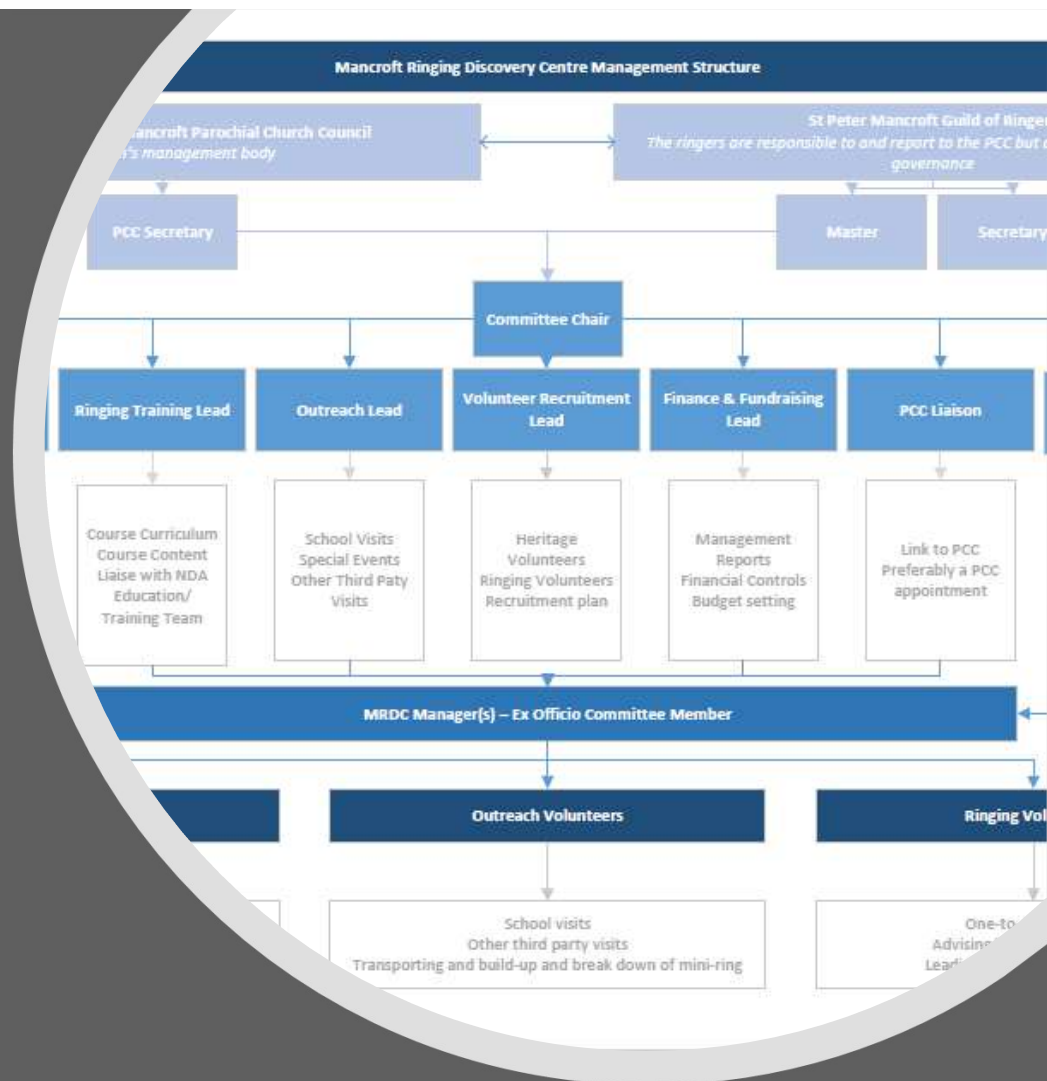 Mancroft Ringing Discovery Centre Management Structure
Mancroft Parochial Church Council
management body
St Peter Mancroft Guild of
The ringers are responsible to and report to the PCC but
governance
PCC Secretary
Master
Secretary
Committee Chair
Ringing Training Lead
Outreach Lead
Volunteer Recruitment
Lead
Finance & Fundraising
Lead
PCC Liaison
Course Curriculum
Course Content
Liaise with NDA
Education/
Training Team
School Visits
Special Events
Other Third Paty
Visits
Heritage
Volunteers
Ringing Volunteers
Recruitment plan
Management
Reports
Financial Controls
Budget setting
Link to PCC
Preferably a PCC
appointment
MRDC Manager(s) – Ex Officio Committee Member
Outreach Volunteers
Ringing
School visits
Other third party visits
Transporting and build-up and break down of mini-ring
One-to
Advising